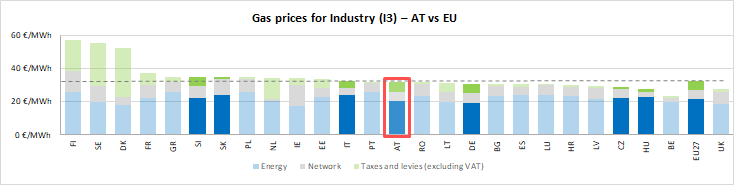 Gas prices for Industry (I3) – AT vs EU
60 €/MWh
40 €/MWh
20 €/MWh
0 €/MWh
FI SE DK FR GR SI SK PL NL IE EE IT PT AT RO LT DE BG ES LU HR LV CZ HU BE EU27 UK
Energy Network Taxes and levies (excluding VAT)